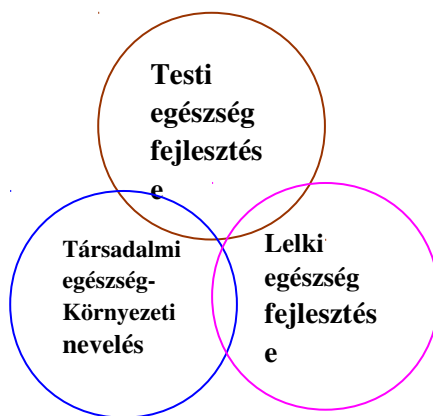 Testi
egészség
fejlesztés
e
Társadalmi
egészség-
Környezeti
nevelés
Lelki
egészség
fejlesztés
e